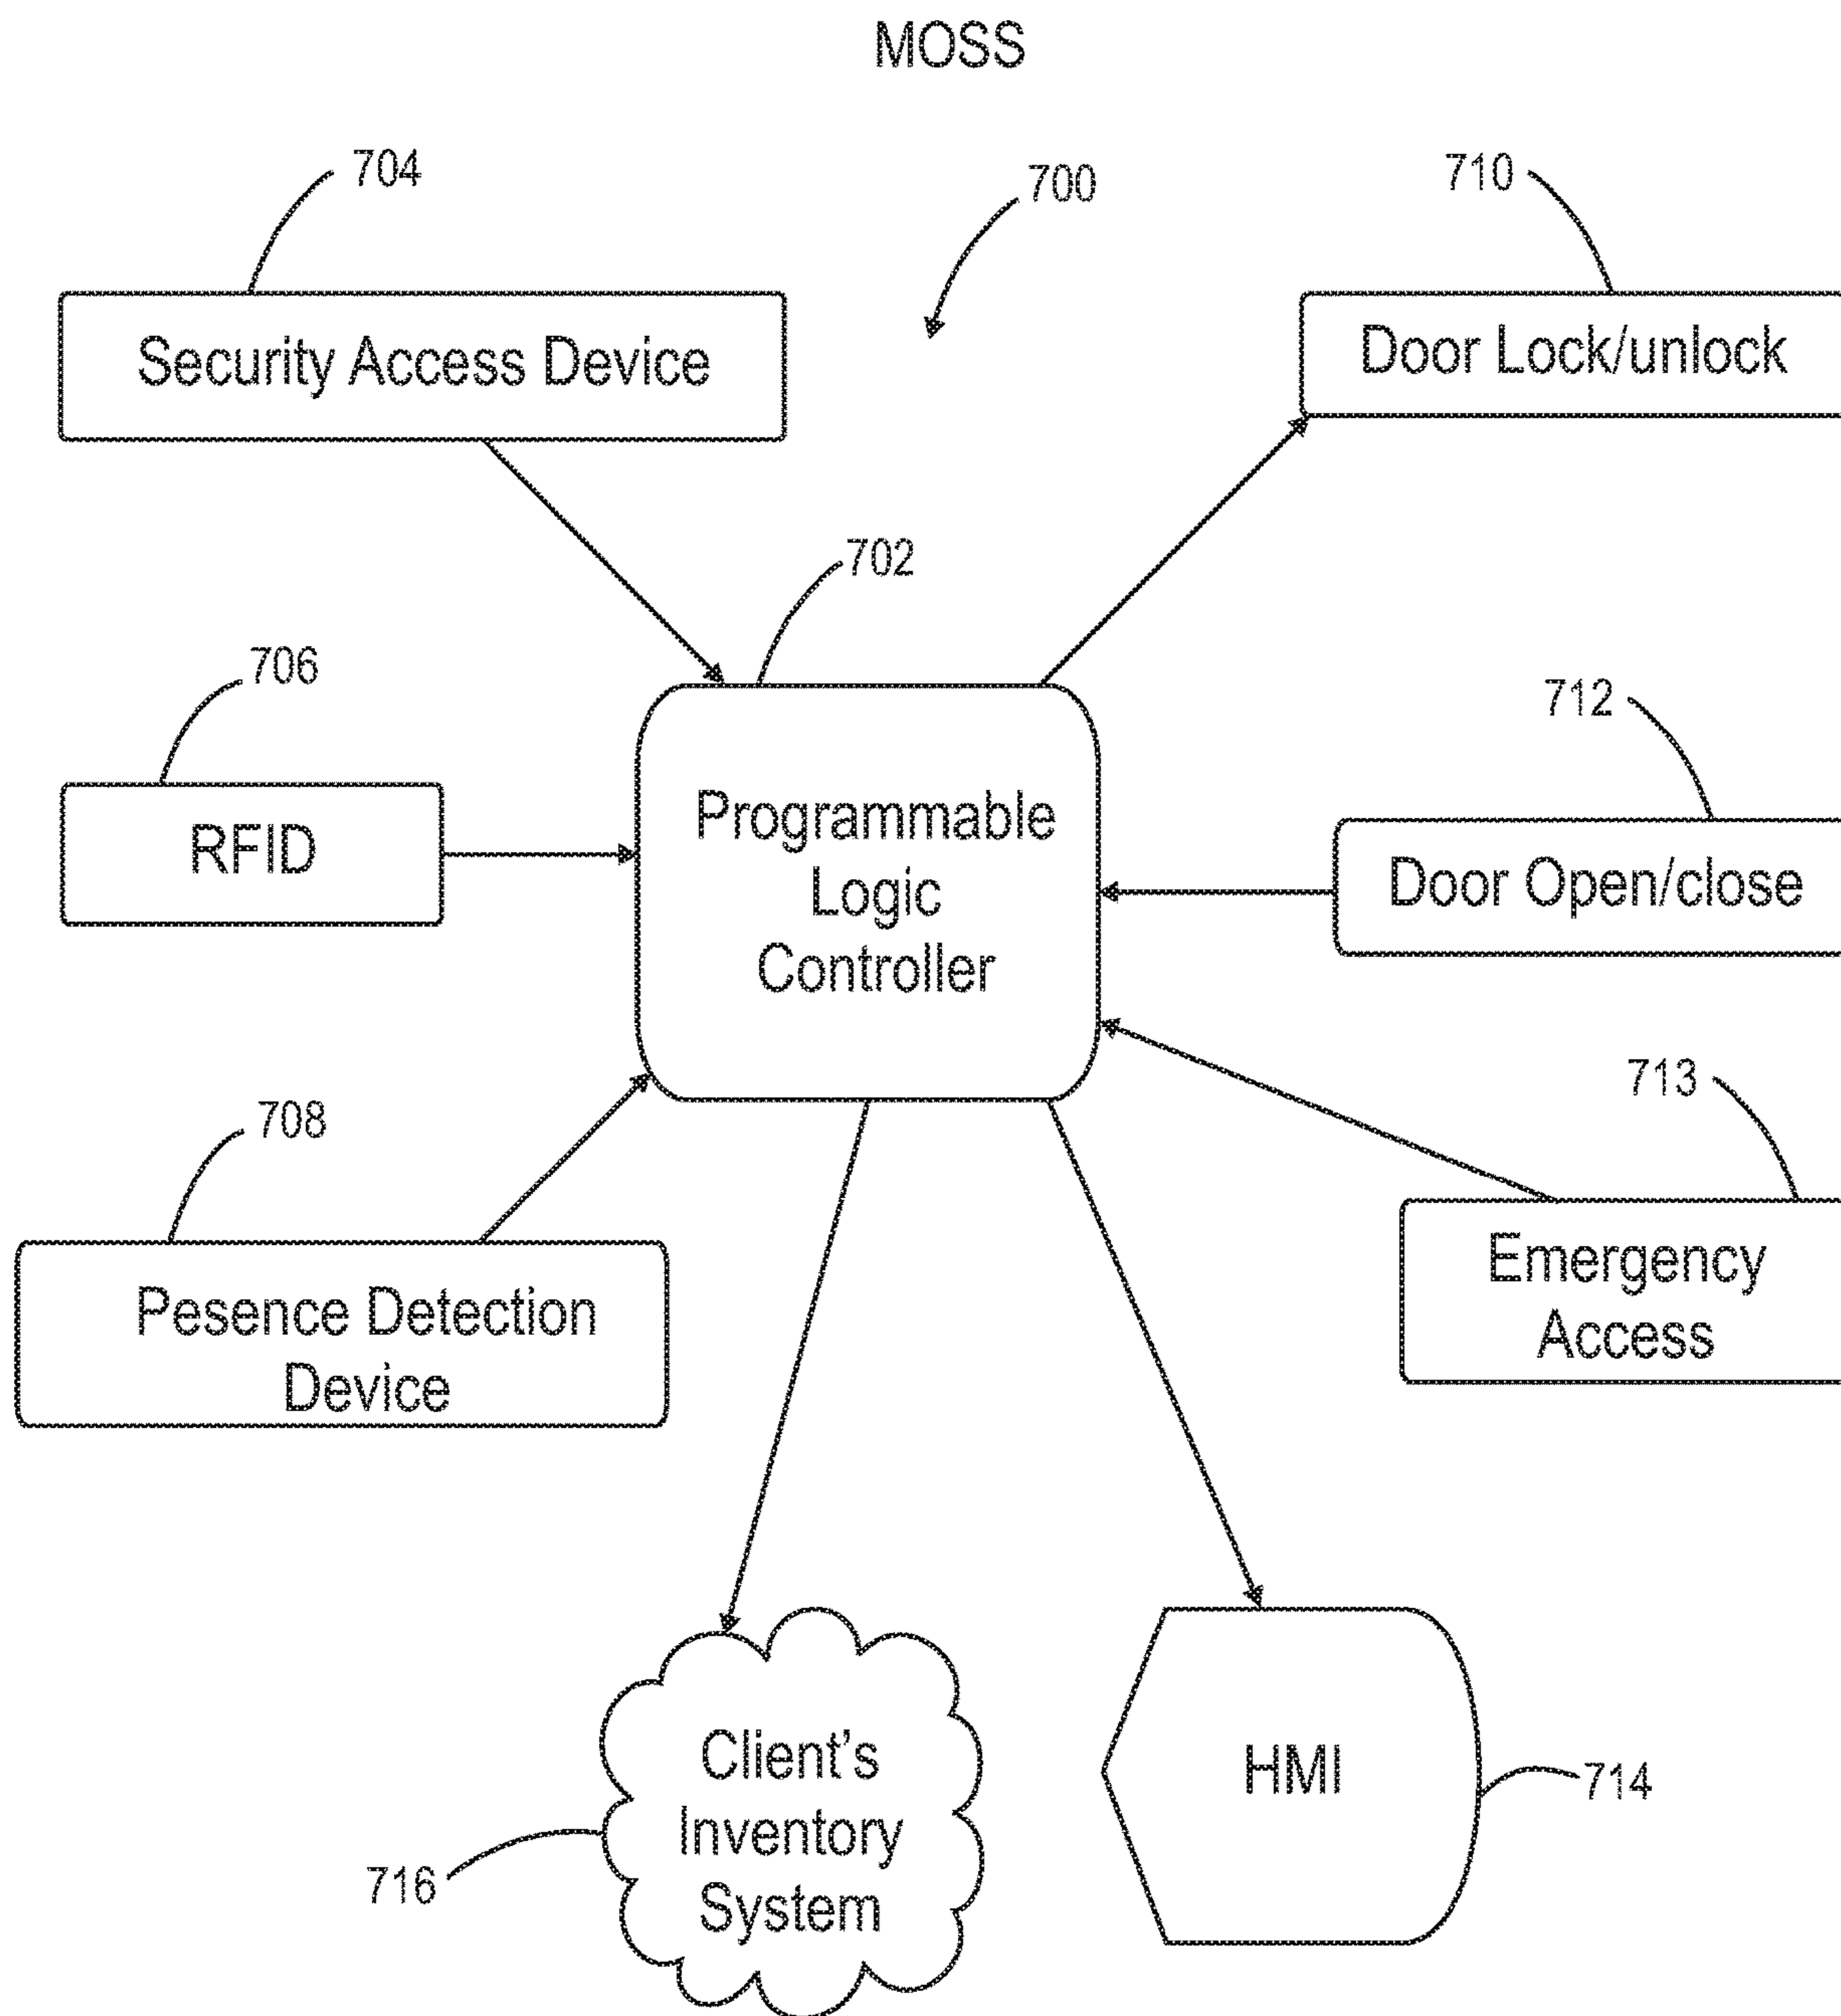 MOSS
704
700
710
Security Access Device
Door Lock/unlock
702
706
712
RFID
Programmable
Logic
Controller
Door Open/close
708
713
Pesence Detection
Device
Emergency
Access
Client's
Inventory
System
HMI
714
716